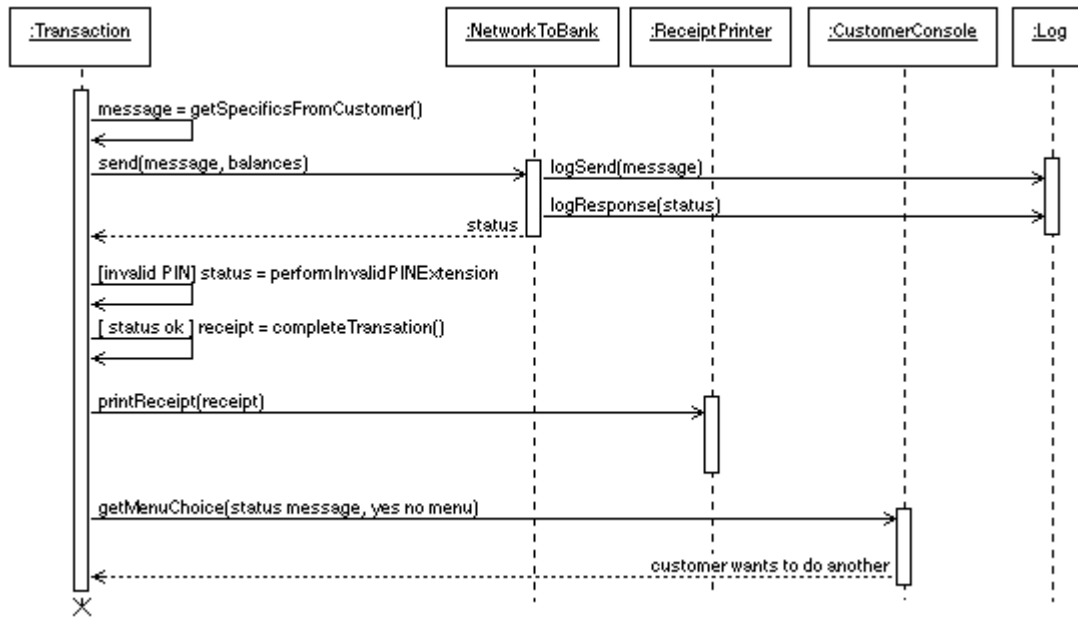 :Transaction
:NetworkToBank
:ReceiptPrinter
:CustomerConsole
:Log
message = getSpecificsFromCustomer()
send(message, balances)
logSend(message)
logResponse(status)
status
[invalid PIN] status = performInvalidPINExtension
[ status ok ] receipt = completeTransation()
printReceipt(receipt)
getMenuChoice(status message, yes no menu)
customer wants to do another